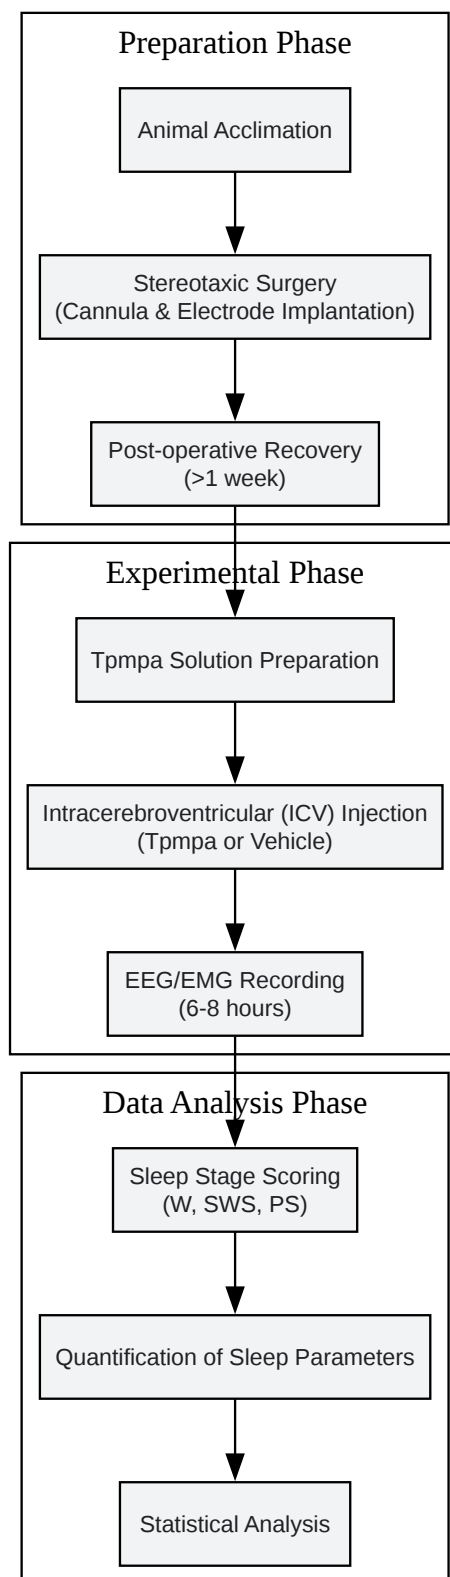 Preparation Phase
Animal Acclimation
Stereotaxic Surgery
(Cannula & Electrode Implantation)
Post-operative Recovery
(>1 week)
Experimental Phase
Tpmpa Solution Preparation
Intracerebroventricular (ICV) Injection
(Tpmpa or Vehicle)
EEG/EMG Recording
(6-8 hours)
Data Analysis Phase
Sleep Stage Scoring
(W, SWS, PS)
Quantification of Sleep Parameters
Statistical Analysis